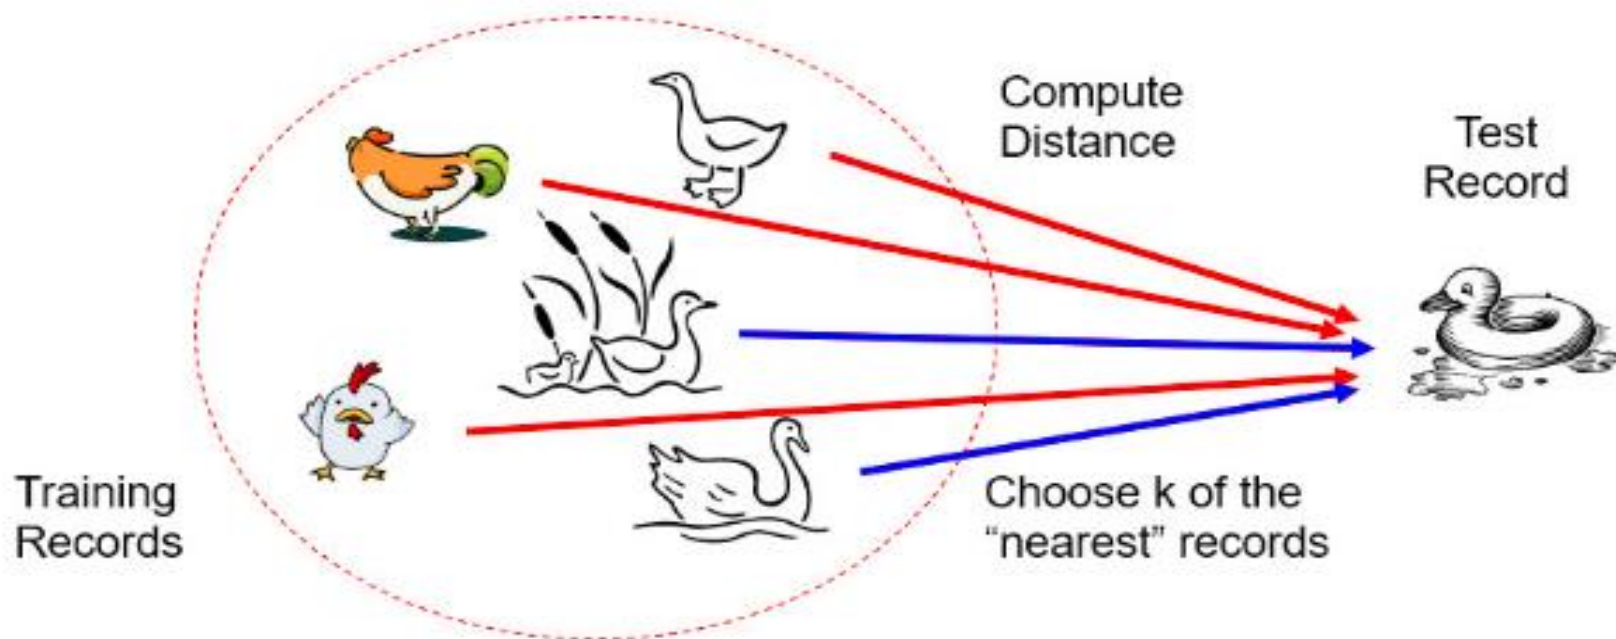 Compute
Distance
Test
Record
Training
Records
Choose k of the
“nearest” records